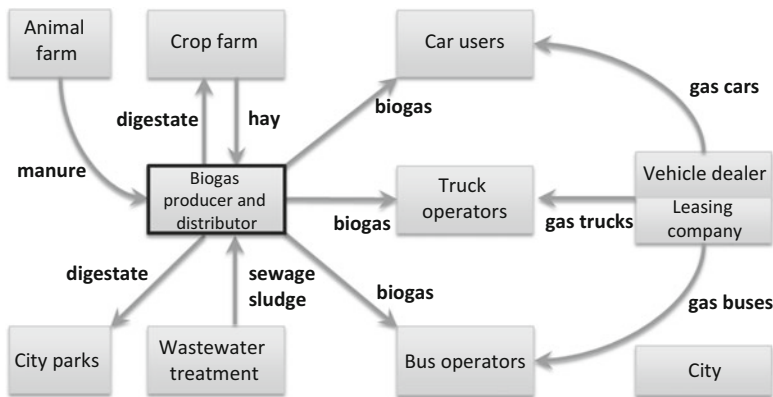 Animal
farm
Crop farm
Car users
digestate
hay
biogas
gas cars
manure
Biogas
producer and
distributor
Truck
operators
Vehicle dealer
Leasing
company
biogas
gas trucks
digestate
sewage
sludge
biogas
gas buses
City parks
Wastewater
treatment
Bus operators
City